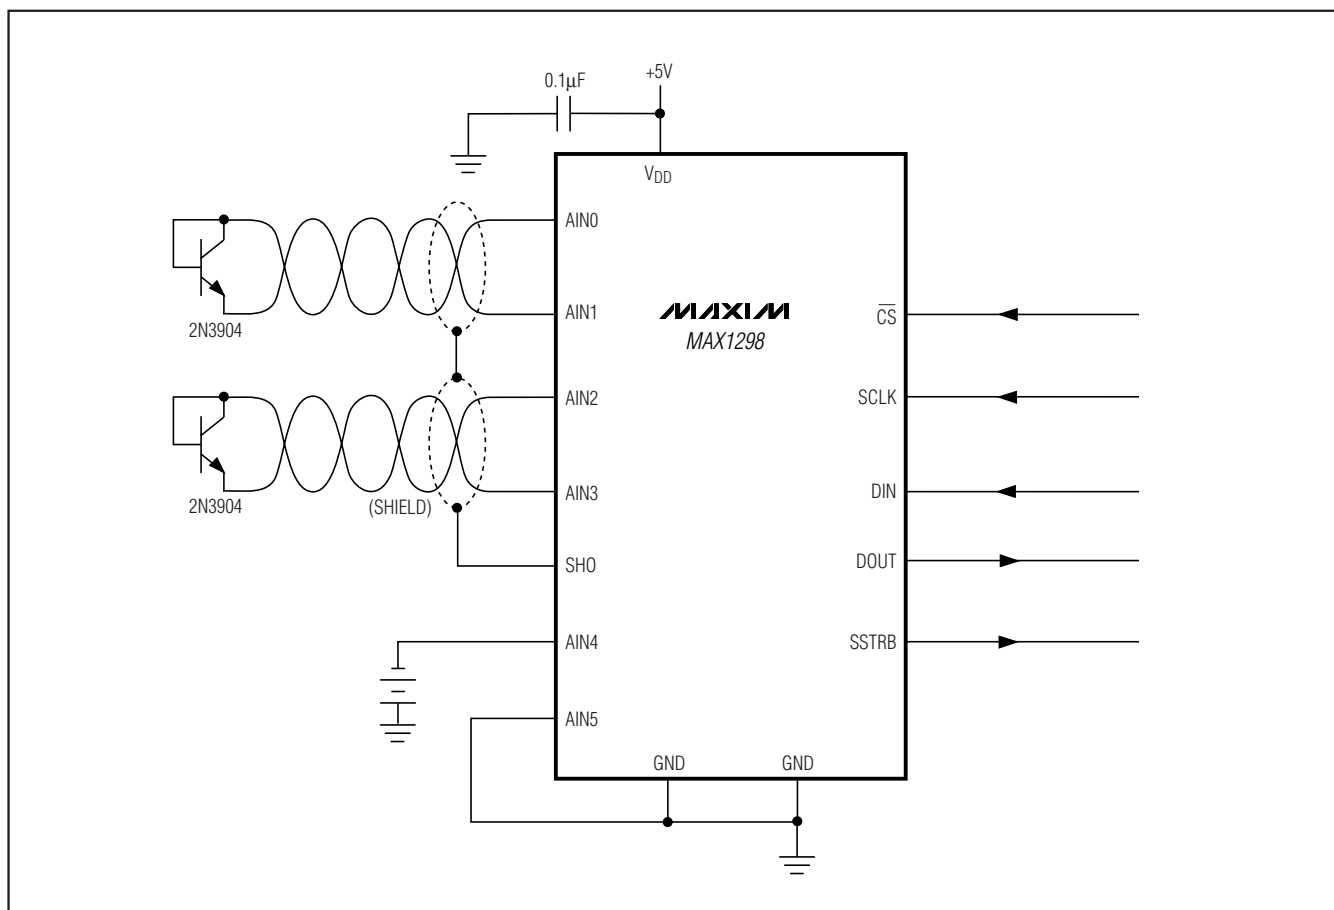 +5V
0.1µF
VDD
AIN0
AIN1
2N3904
MAXIM
MAX1298
CS
AIN2
SCLK
AIN3
DIN
2N3904
(SHIELD)
SHO
DOUT
AIN4
SSTRB
AIN5
GND
GND